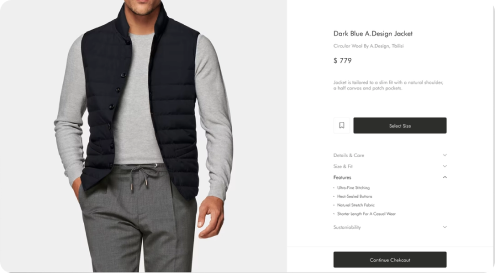 Dark Blue A.Design Jacket
Circular Wool By A.Design, Italia
$ 779
Jacket is tailored to a slim fit with a natural shoulder,
a half canvas and patch pockets.
Select Size
Details & Care
Size & Fit
Features
Ultra-Fine Stitching
Heat-Sealed Buttons
Natural Stretch Fabric
Shorter Length For A Casual Wear
Sustainability
Continue Chekcout